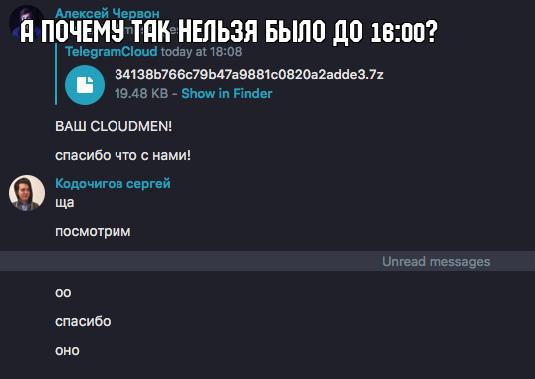 Алексей Червон
А ПОЧЕМУ ТАК НЕЛЬЗЯ БЫЛО ДО 16:00?
TelegramCloud today at 18:08
34138b766c79b47a9881c0820a2adde3.7z
19.48 KB - Show in Finder
ВАШ CLOUDMEN!
спасибо что с нами!
Кодочигов сергей
ща
посмотрим
Unread messages
оо
спасибо
оно